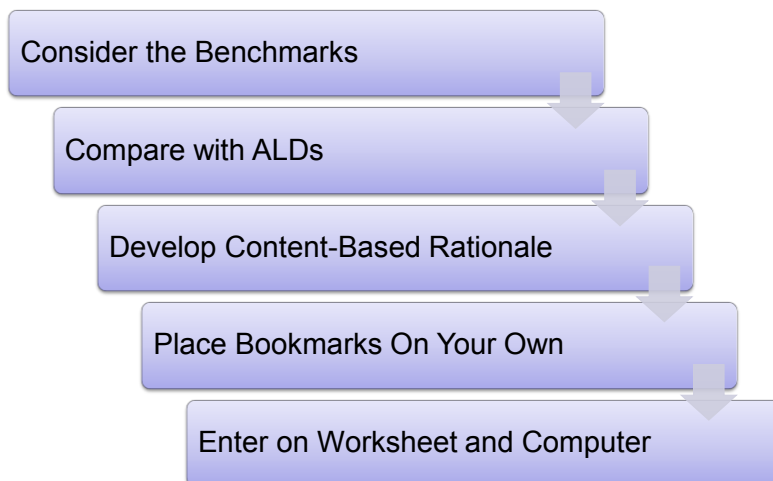 Consider the Benchmarks
Compare with ALDs
Develop Content-Based Rationale
Place Bookmarks On Your Own
Enter on Worksheet and Computer